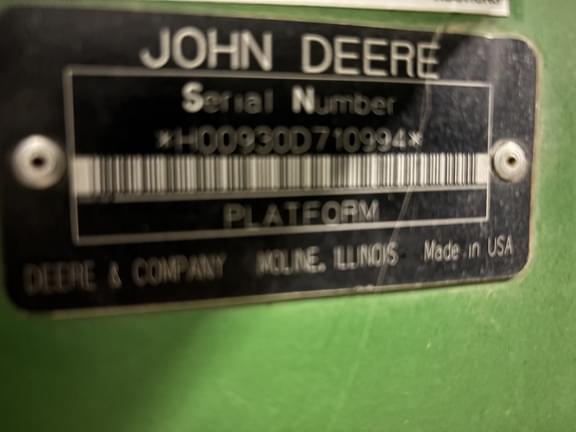 JOHN DEERE
Serial Number
*H00930D710994*
PLATFORM
DEERE & COMPANY MOLINE, ILLINOIS Made in USA